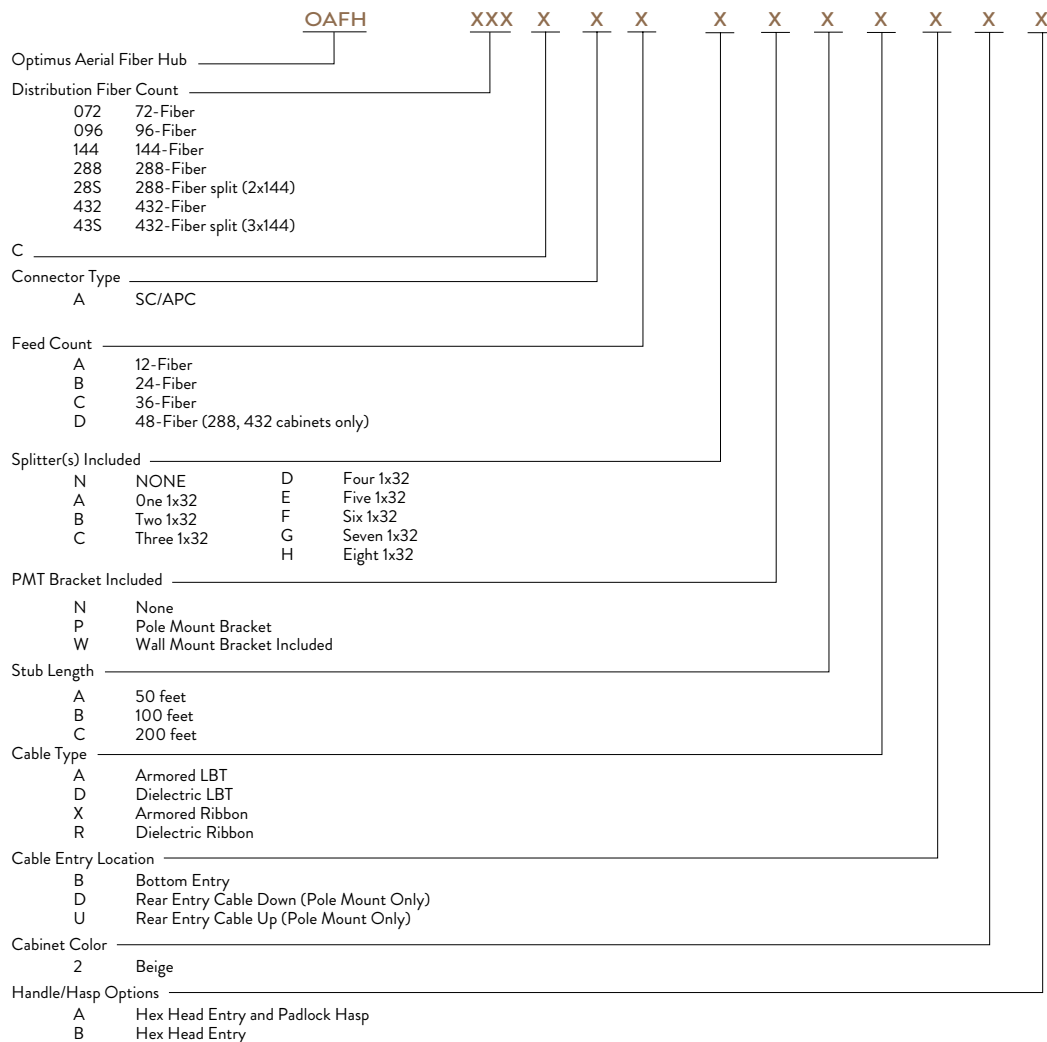 OAFH XXX X X X X X X X X X X
Optimus Aerial Fiber Hub
Distribution Fiber Count
072 72-Fiber
096 96-Fiber
144 144-Fiber
288 288-Fiber
28S 288-Fiber split (2x144)
432 432-Fiber
43S 432-Fiber split (3x144)
C
Connector Type
A SC/APC
Feed Count
A 12-Fiber
B 24-Fiber
C 36-Fiber
D 48-Fiber (288, 432 cabinets only)
Splitter(s) Included
N NONE
A One 1x32
B Two 1x32
C Three 1x32
D Four 1x32
E Five 1x32
F Six 1x32
G Seven 1x32
H Eight 1x32
PMT Bracket Included
N None
P Pole Mount Bracket
W Wall Mount Bracket Included
Stub Length
A 50 feet
B 100 feet
C 200 feet
Cable Type
A Armored LBT
D Dielectric LBT
X Armored Ribbon
R Dielectric Ribbon
Cable Entry Location
B Bottom Entry
D Rear Entry Cable Down (Pole Mount Only)
U Rear Entry Cable Up (Pole Mount Only)
Cabinet Color
2 Beige
Handle/Hasp Options
A Hex Head Entry and Padlock Hasp
B Hex Head Entry